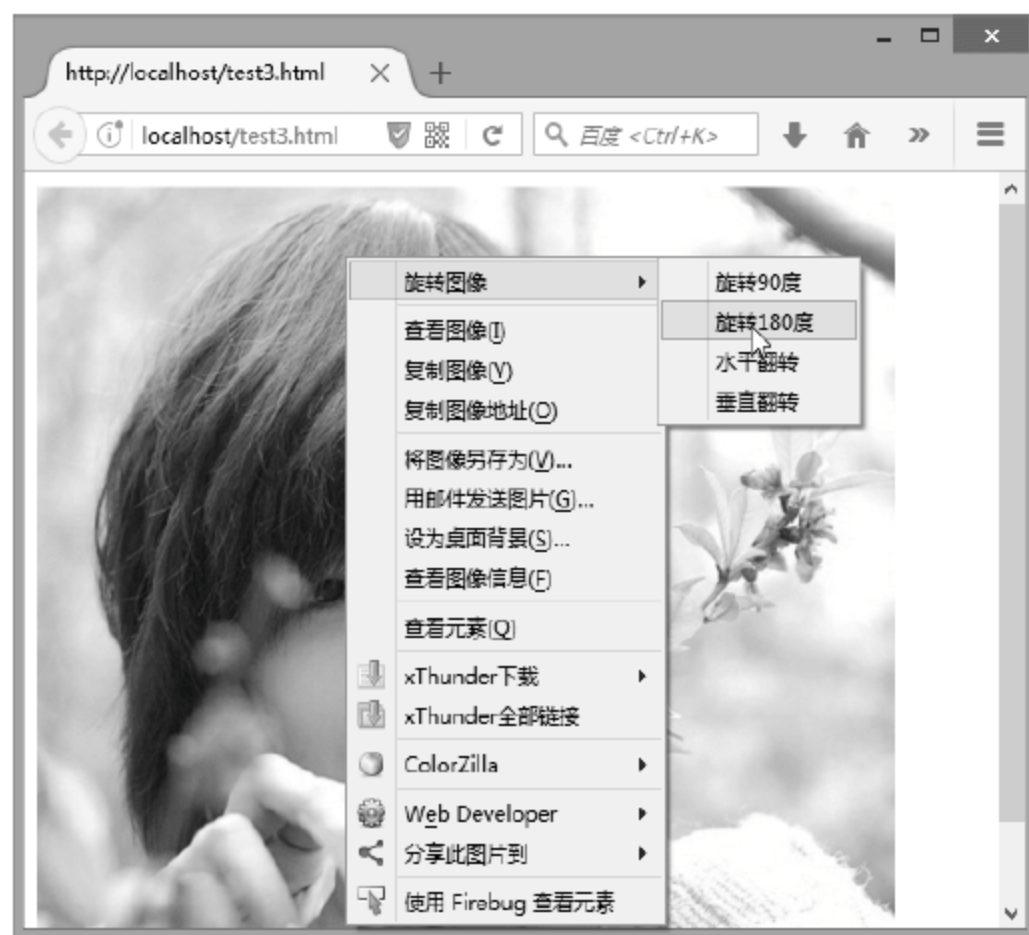 http://localhost/test3.html
localhost/test3.html
百度 <Ctrl+K>
旋转图像
旋转90度
旋转180度
水平翻转
垂直翻转
查看图像(I)
复制图像(Y)
复制图像地址(O)
将图像另存为(V)...
用邮件发送图片(G)...
设为桌面背景(S)...
查看图像信息(F)
查看元素(Q)
xThunder下载
xThunder全部链接
ColorZilla
Web Developer
分享此图片到
使用 Firebug 查看元素